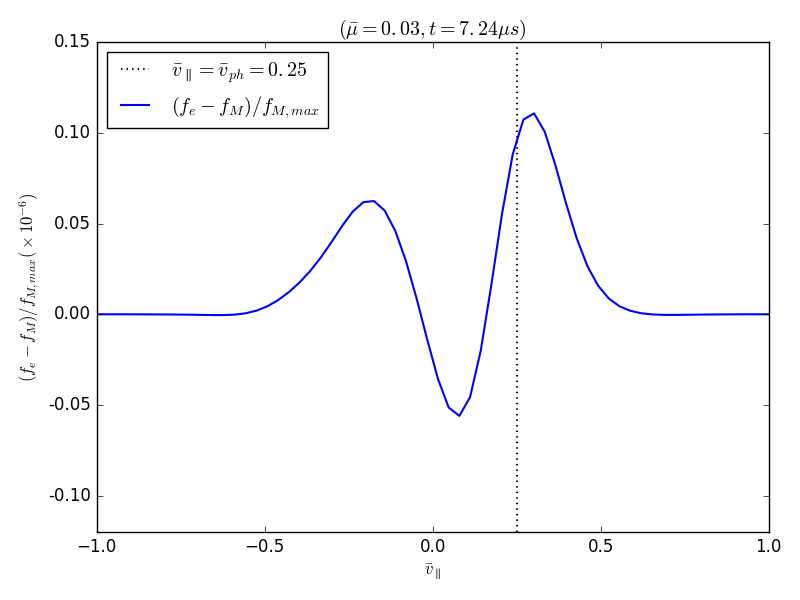 (μ̄ = 0.03, t = 7.24μs)
v̄∥ = v̄ph = 0.25
(fe − fM)/fM,max
(fe − fM)/fM,max(×10⁻⁶)
0.15
0.10
0.05
0.00
-0.05
-0.10
−1.0 −0.5 0.0 0.5 1.0
v̄∥